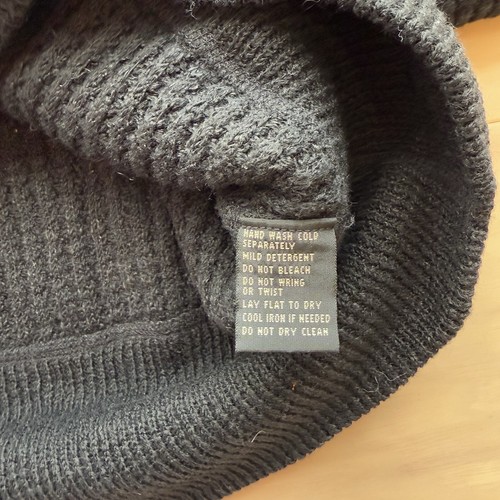 HAND WASH COLD
SEPARATELY
MILD DETERGENT
DO NOT BLEACH
DO NOT WRING
OR TWIST
LAY FLAT TO DRY
COOL IRON IF NEEDED
DO NOT DRY CLEAN